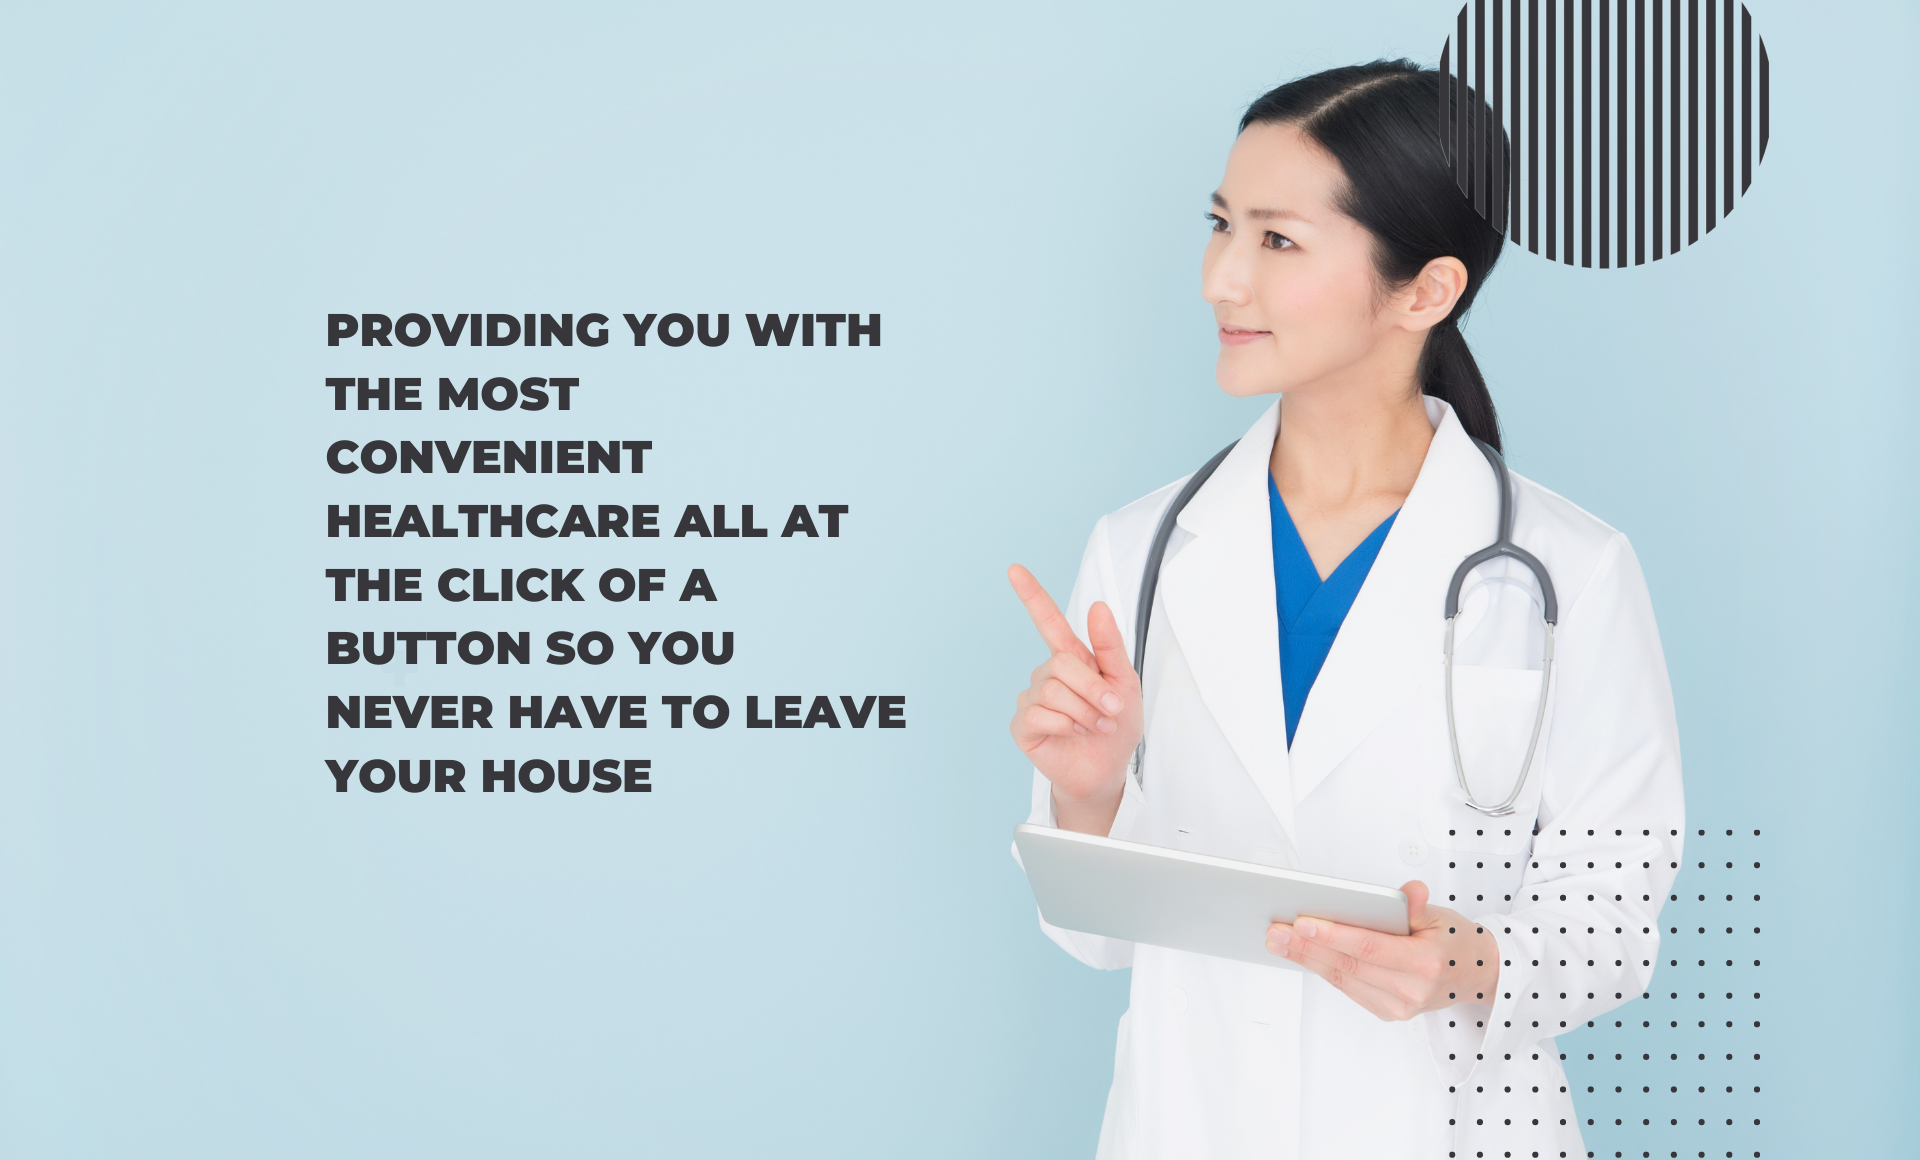 PROVIDING YOU WITH
THE MOST
CONVENIENT
HEALTHCARE ALL AT
THE CLICK OF A
BUTTON SO YOU
NEVER HAVE TO LEAVE
YOUR HOUSE